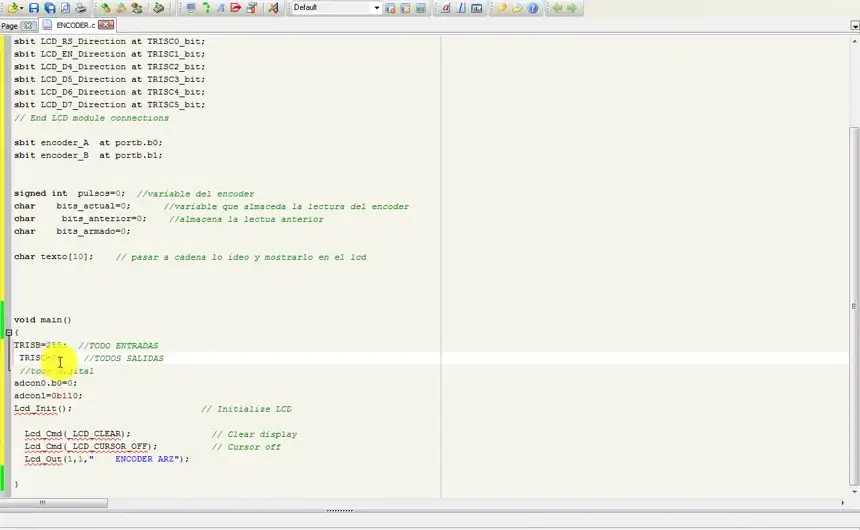 Default
Page
ENCODER.c
sbit LCD_RS_Direction at TRISC0_bit;
sbit LCD_EN_Direction at TRISC1_bit;
sbit LCD_D4_Direction at TRISC2_bit;
sbit LCD_D5_Direction at TRISC3_bit;
sbit LCD_D6_Direction at TRISC4_bit;
sbit LCD_D7_Direction at TRISC5_bit;
// End LCD module connections
sbit encoder_A at portb.b0;
sbit encoder_B at portb.b1;
signed int pulsos=0; //variable del encoder
char bits_actual=0; //variable que almaceda la lectura del encoder
char bits_anterior=0; //almacena la lectua anterior
char bits_armado=0;
char texto[10]; // pasar a cadena lo ideo y mostrarlo en el lcd
void main()
{
TRISB=255; //TODO ENTRADAS
//TODOS SALIDAS
//todo digital
adcon0.b0=0;
adcon1=0b110;
Lcd_Init(); // Initialize LCD
Lcd_Cmd(_LCD_CLEAR); // Clear display
Lcd_Cmd(_LCD_CURSOR_OFF); // Cursor off
Lcd_Out(1,1," ENCODER ARZ");
}